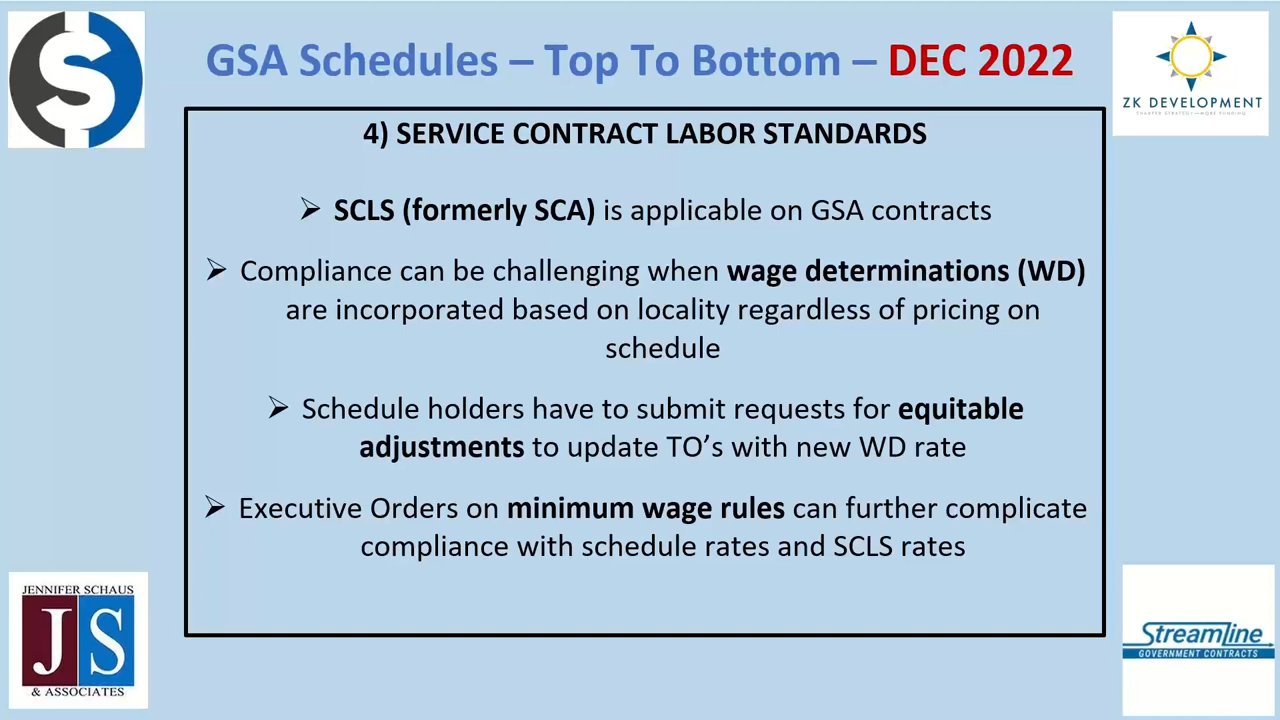 GSA Schedules – Top To Bottom – DEC 2022
ZK DEVELOPMENT
4) SERVICE CONTRACT LABOR STANDARDS
➢ SCLS (formerly SCA) is applicable on GSA contracts
➢ Compliance can be challenging when wage determinations (WD)
are incorporated based on locality regardless of pricing on
schedule
➢ Schedule holders have to submit requests for equitable
adjustments to update TO’s with new WD rate
➢ Executive Orders on minimum wage rules can further complicate
compliance with schedule rates and SCLS rates
JENNIFER SCHAUS
JS
& ASSOCIATES
Streamline
GOVERNMENT CONTRACTS